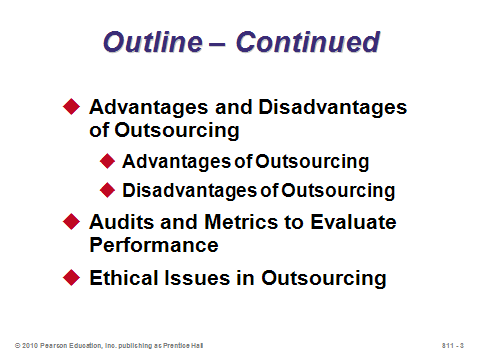 Outline – Continued
Advantages and Disadvantages
of Outsourcing
Advantages of Outsourcing
Disadvantages of Outsourcing
Audits and Metrics to Evaluate
Performance
Ethical Issues in Outsourcing
© 2010 Pearson Education, Inc. publishing as Prentice Hall
S11 - 3